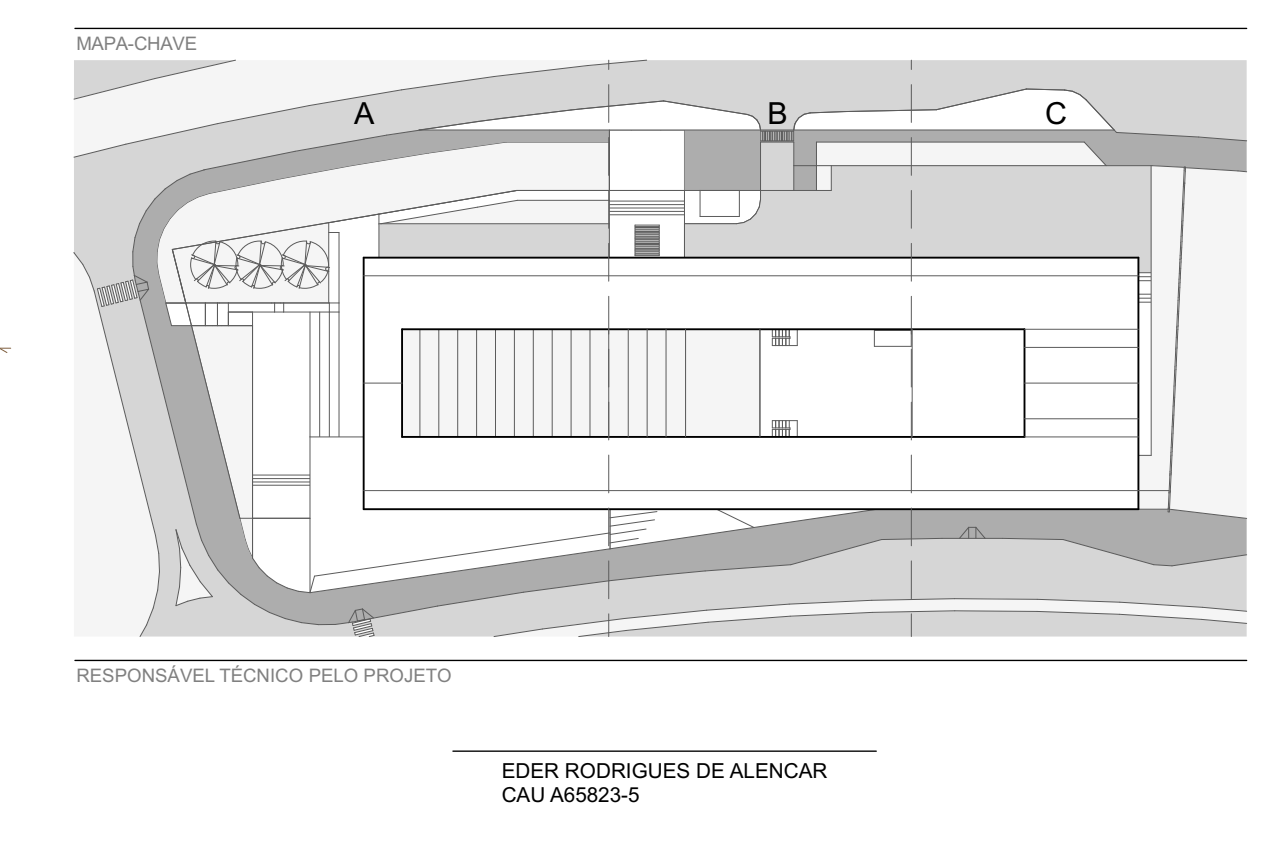 MAPA-CHAVE
A
B
C
RESPONSÁVEL TÉCNICO PELO PROJETO
EDER RODRIGUES DE ALENCAR
CAU A65823-5